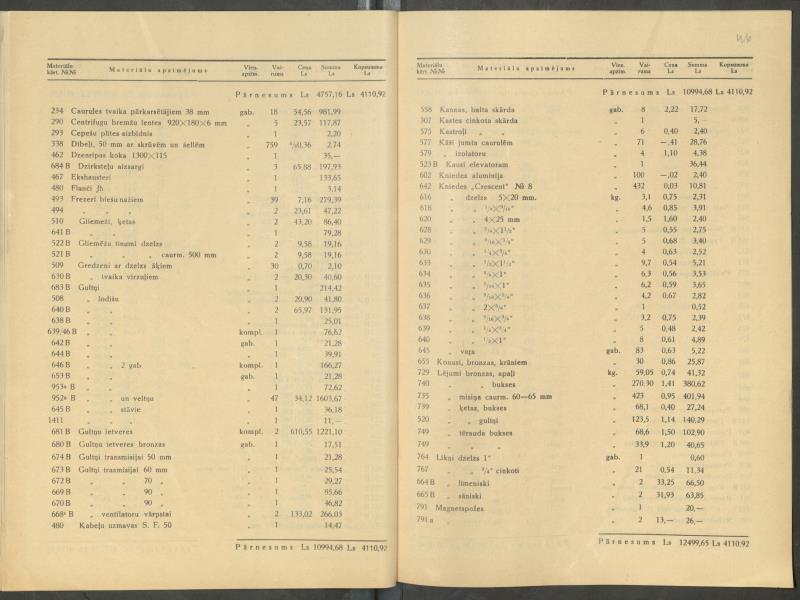 Materiālu kārt. №№ Materiālu apzīmējums Vien. apzīm. Vairums Cena Ls Summa Ls Kopsumma Ls
Pārnesums Ls 4757,16 Ls 4110,92
234 Caurules tvaika pārkarsētājiem 38 mm gab. 18 54,56 981,99
290 Centrifugu bremžu lentes 920×180×6 mm „ 5 23,57 117,87
293 Cepešu plītes aizbīdnis „ 1 2,20
338 Dībeļi, 50 mm ar skrūvēm un šellēm „ 759 0,36 2,74
462 Dzenripas koka 1300×115 „ 1 35,—
684 B Dzirksteļu aizsargi „ 3 65,88 197,93
467 Ekshausteri „ 1 133,65
480 Flanči „ 1 3,14
493 Frezeri blešu nažiem „ 39 7,16 279,39
494 „ „ „ „ 2 23,61 47,22
510 Gliemeži, ķetas „ 2 43,20 86,40
641 B „ „ 1 79,28
522 B Gliemēžu tinumi dzelzs „ 2 9,58 19,16
521 B „ „ „ caurm. 500 mm „ 2 9,58 19,16
509 Gredzeni ar dzelzs āķiem „ 30 0,70 2,10
630 B „ tvaika virzuļiem „ 2 20,30 40,60
683 B Gultņi „ 1 214,42
508 „ lodīšu „ 2 20,90 41,80
640 B „ „ „ 2 65,97 131,95
638 B „ „ „ 1 25,01
639/46 B „ „ kompl. 1 76,62
642 B „ „ gab. 1 21,28
644 B „ „ „ 1 39,91
646 B „ „ 2 gab. kompl. 1 166,27
653 B „ „ gab. 1 21,28
953ª B „ „ „ 1 72,62
952ª B „ „ un veltņu „ 47 34,12 1603,67
645 B „ „ stāvie „ 1 36,18
1411 „ „ „ 1 11,—
681 B Gultņu ietveres kompl. 2 610,55 1221,10
680 B Gultņu ietveres bronzas gab. 1 17,51
674 B Gultņi transmisijai 50 mm „ 1 21,28
673 B Gultņi trasmisijai 60 mm „ 1 25,54
672 B „ „ 70 „ „ 1 29,27
669 B „ „ 90 „ „ 1 85,66
670 B „ „ 90 „ „ 1 46,82
668ª B „ ventilatoru vārpstai „ 2 133,02 266,03
480 Kabeļu uzmavas S. F. 50 „ 1 14,47
Pārnesums Ls 10994,68 Ls 4110,92
Materiālu kārt. №№ Materiālu apzīmējums Vien. apzīm. Vairums Cena Ls Summa Ls Kopsumma Ls
Pārnesums Ls 10994,68 Ls 4110,92
558 Kannas, balta skārda gab. 8 2,22 17,72
307 Kastes cinkota skārda „ 1 5,—
575 Kastroļi „ „ „ 6 0,40 2,40
577 Ķīļi jumta caurulēm „ 71 —,41 28,76
579 „ izolatoru „ 4 1,10 4,38
523 B Kausi elevatoram „ 1 36,44
602 Kniedes aluminija „ 100 —,02 2,40
642 Kniedes „Crescent” № 8 „ 432 0,03 10,81
616 „ dzelzs 5×20 mm. kg. 3,1 0,75 2,31
618 „ „ „ 4,6 0,85 3,91
620 „ „ 4×25 mm „ 1,5 1,60 2,40
628 „ „ „ 5 0,55 2,75
629 „ „ „ 5 0,68 3,40
630 „ „ „ 4 0,63 2,52
633 „ „ „ 9,7 0,54 5,21
634 „ „ „ 6,3 0,56 3,53
635 „ „ „ 6,2 0,59 3,65
636 „ „ „ 4,2 0,67 2,82
637 „ „ „ 1 0,52
638 „ „ „ 3,2 0,75 2,39
639 „ „ „ 5 0,48 2,42
640 „ „ „ 8 0,61 4,89
645 „ vaŗa gab. 83 0,63 5,22
655 Konusi, bronzas, krāniem „ 30 0,86 25,87
729 Lējumi bronzas, apaļi kg. 59,05 0,74 41,32
740 „ „ bukses „ 270,30 1,41 380,62
735 „ misiņa caurm. 60—65 mm „ 423 0,95 401,94
739 „ ķetas, bukses „ 68,1 0,40 27,24
520 „ „ gultņi „ 123,5 1,14 140,29
749 „ tērauda bukses „ 68,6 1,50 102,90
749 „ „ „ „ 33,9 1,20 40,65
764 Līkņi dzelzs 1" gab. 1 0,60
767 „ „ ³/₄" cinkoti „ 21 0,54 11,34
664 B „ līmeniski „ 2 33,25 66,50
665 B „ sāniski „ 2 31,93 63,85
791 Magnetspoles „ 1 20,—
791 a „ 2 13,— 26,—
Pārnesums Ls 12499,65 Ls 4110,92